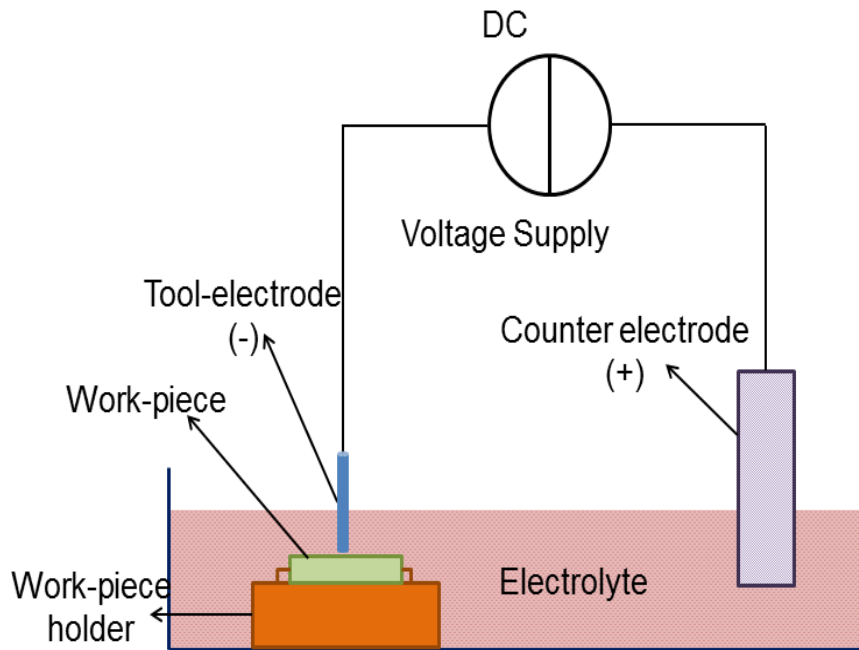 DC
Voltage Supply
Tool-electrode
(-)
Counter electrode
(+)
Work-piece
Electrolyte
Work-piece
holder